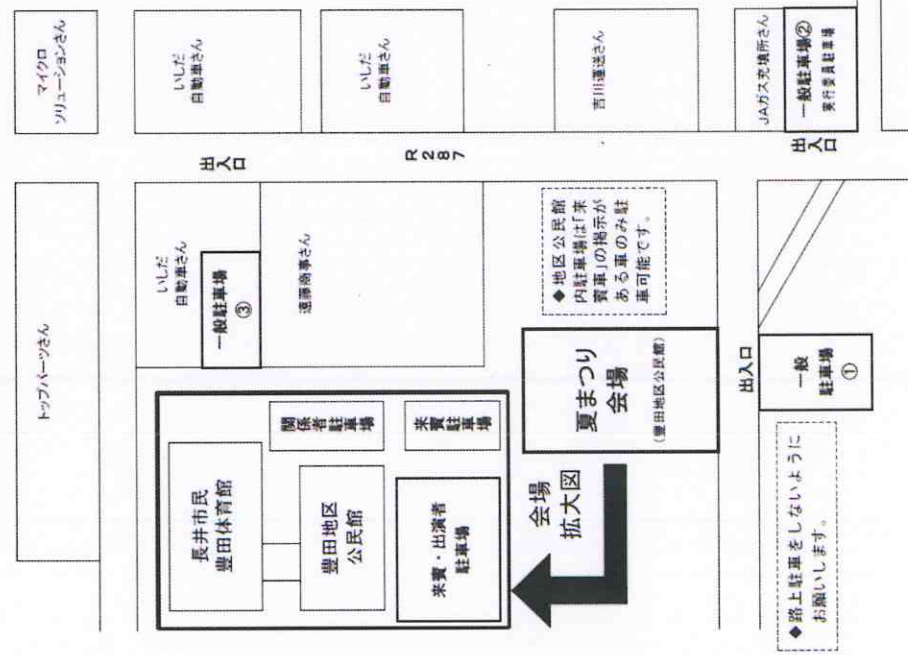 マイクロ
ソリューションさん
いしだ
自動車さん
いしだ
自動車さん
吉川運送さん
JAガス充填所さん
一般駐車場②
実行委員駐車場
出入口
R287
出入口
トップパーツさん
いしだ
自動車さん
一般駐車場
③
遠藤商事さん
◆地区公民館
内駐車場は「来
賓車」の掲示が
ある車のみ駐
車可能です。
長井市民
豊田体育館
関係者
駐車場
豊田地区
公民館
来賓
駐車場
来賓・出演者
駐車場
会場
拡大図
夏まつり
会場
(豊田地区公民館)
出入口
一般
駐車場
①
◆路上駐車をしないように
お願いします。